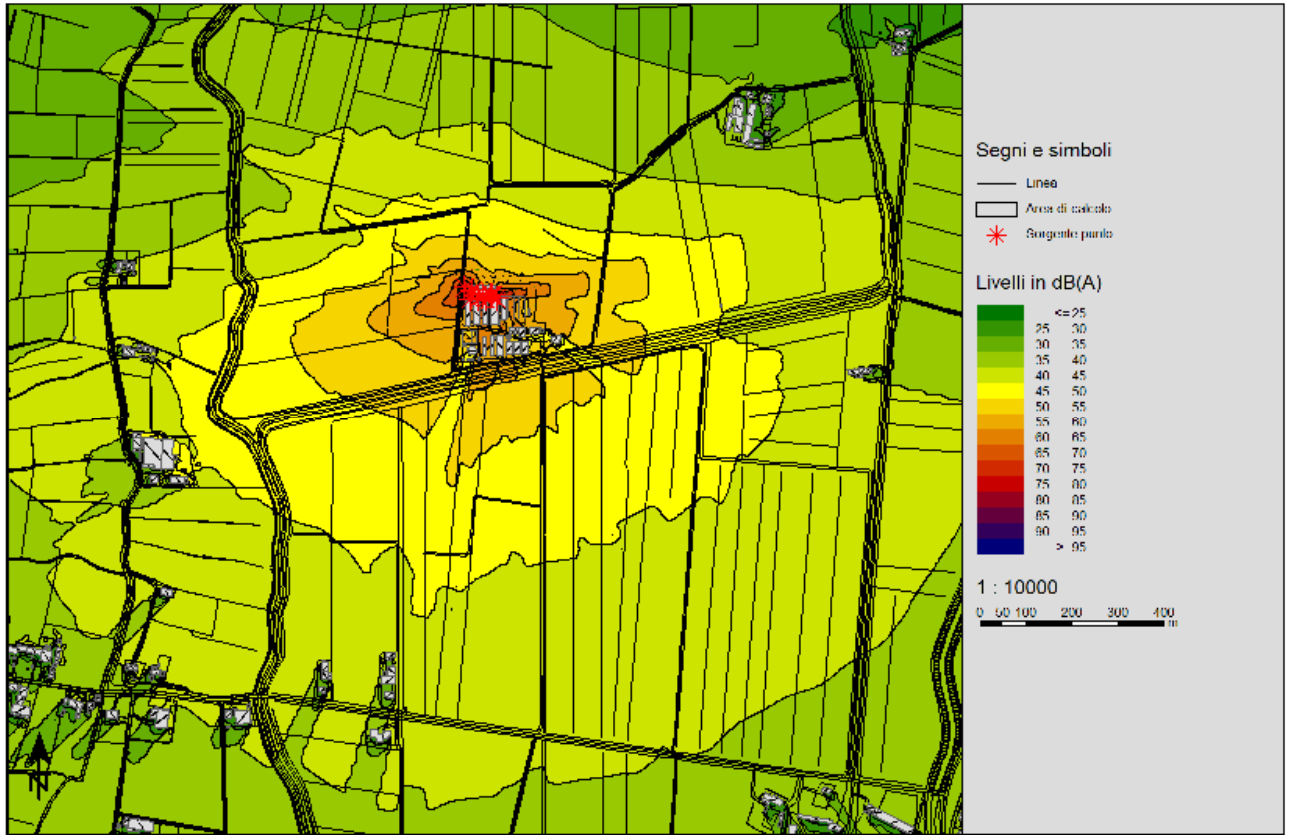 Segni e simboli
Linea
Area di calcolo
Sorgente punto
Livelli in dB(A)
<= 25
25 30
30 35
35 40
40 45
45 50
50 55
55 60
60 65
65 70
70 75
75 80
80 85
85 90
90 95
> 95
1 : 10000
0 50 100 200 300 400
m
N